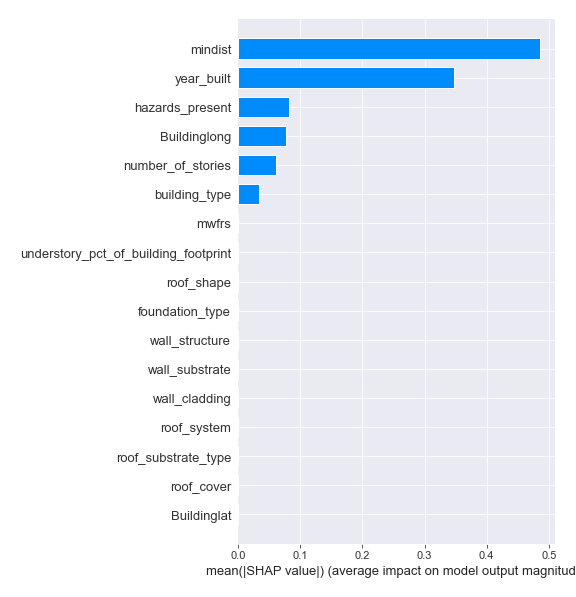 mindist
year_built
hazards_present
Buildinglong
number_of_stories
building_type
mwfrs
understory_pct_of_building_footprint
roof_shape
foundation_type
wall_structure
wall_substrate
wall_cladding
roof_system
roof_substrate_type
roof_cover
Buildinglat
0.0 0.1 0.2 0.3 0.4 0.5
mean(|SHAP value|) (average impact on model output magnitud